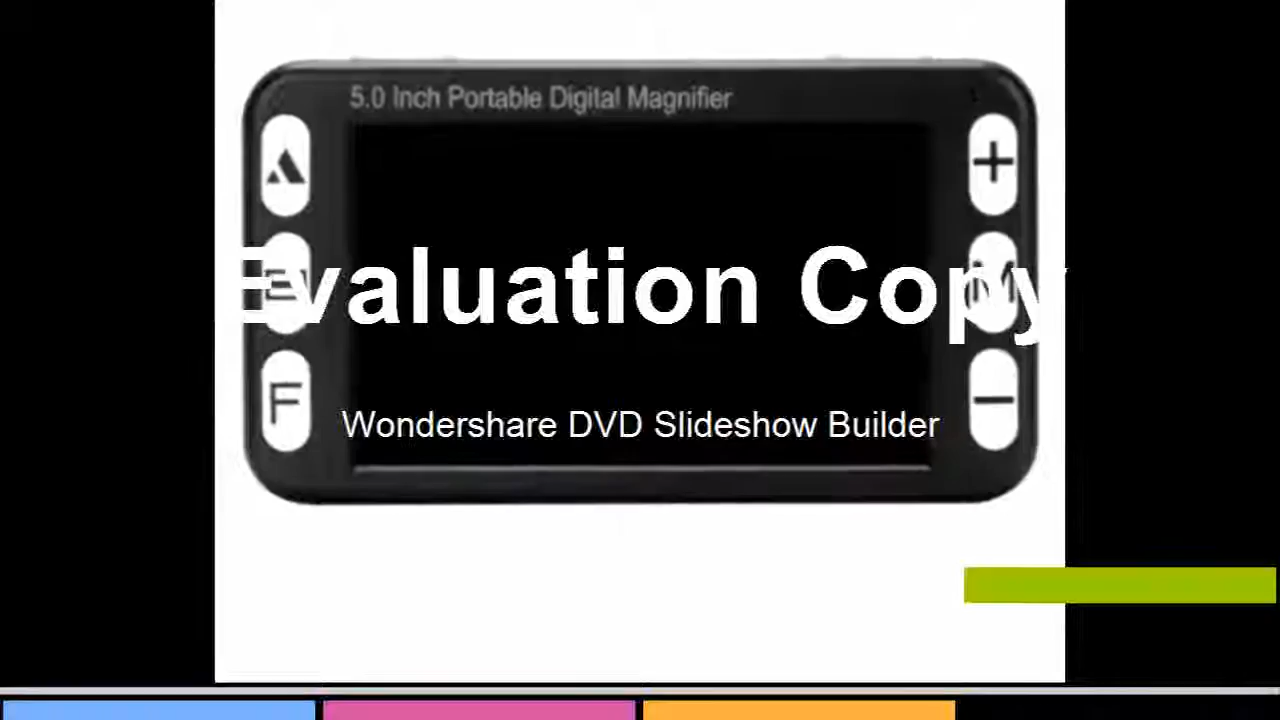 5.0 Inch Portable Digital Magnifier
+
Evaluation Copy
M
F
Wondershare DVD Slideshow Builder